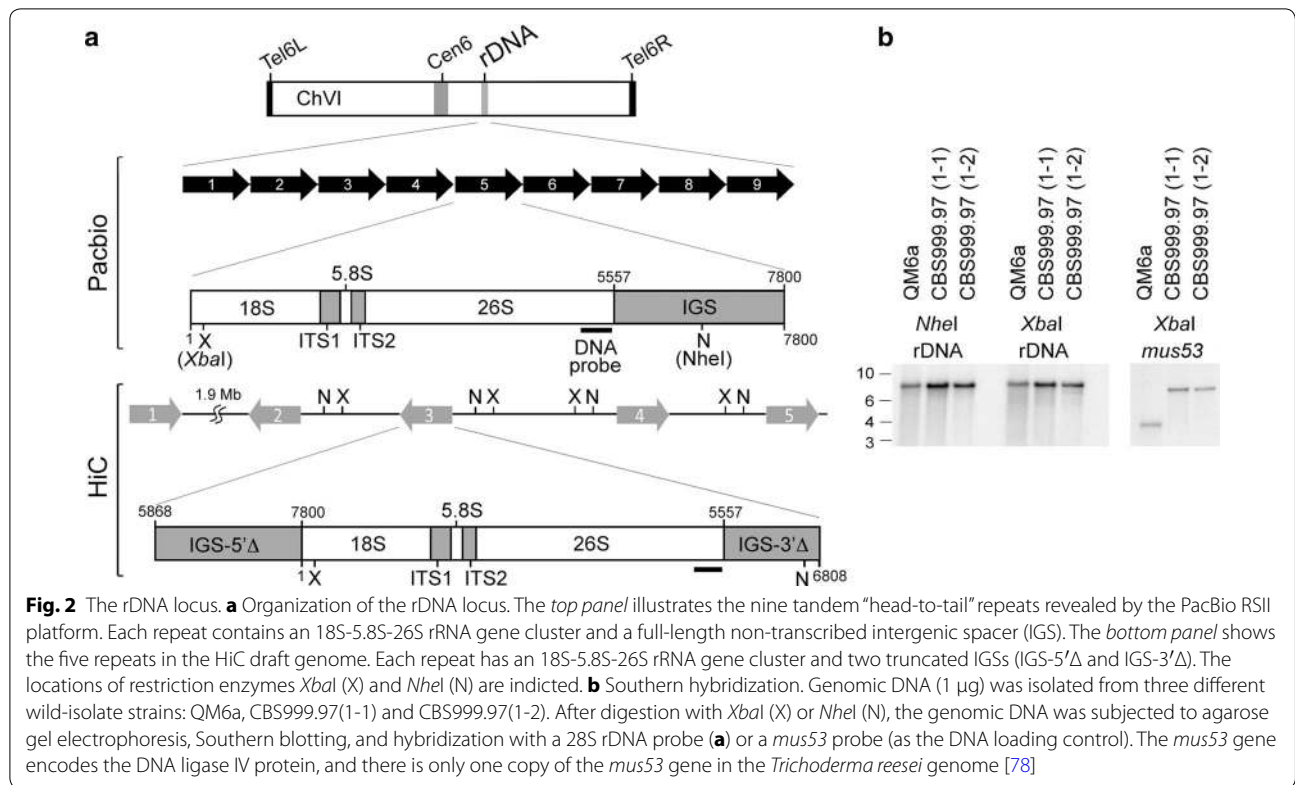 a
b
Tel6L
Cen6
rDNA
Tel6R
ChVI
Pacbio
1 2 3 4 5 6 7 8 9
5.8S
5557
7800
18S
26S
IGS
1
X
(XbaI)
ITS1
ITS2
DNA
probe
N
(NheI)
7800
HiC
1.9 Mb
N X
N X
X N
X N
1 2 3 4 5
5868
7800
5.8S
5557
IGS-5'Δ
18S
26S
IGS-3'Δ
1 X
ITS1
ITS2
N 6808
QM6a
CBS999.97 (1-1)
CBS999.97 (1-2)
QM6a
CBS999.97 (1-1)
CBS999.97 (1-2)
QM6a
CBS999.97 (1-1)
CBS999.97 (1-2)
NheI
rDNA
XbaI
rDNA
XbaI
mus53
10
6
4
3
Fig. 2 The rDNA locus. a Organization of the rDNA locus. The top panel illustrates the nine tandem “head-to-tail” repeats revealed by the PacBio RSII
platform. Each repeat contains an 18S-5.8S-26S rRNA gene cluster and a full-length non-transcribed intergenic spacer (IGS). The bottom panel shows
the five repeats in the HiC draft genome. Each repeat has an 18S-5.8S-26S rRNA gene cluster and two truncated IGSs (IGS-5′Δ and IGS-3′Δ). The
locations of restriction enzymes XbaI (X) and NheI (N) are indicted. b Southern hybridization. Genomic DNA (1 μg) was isolated from three different
wild-isolate strains: QM6a, CBS999.97(1-1) and CBS999.97(1-2). After digestion with XbaI (X) or NheI (N), the genomic DNA was subjected to agarose
gel electrophoresis, Southern blotting, and hybridization with a 28S rDNA probe (a) or a mus53 probe (as the DNA loading control). The mus53 gene
encodes the DNA ligase IV protein, and there is only one copy of the mus53 gene in the Trichoderma reesei genome [78]